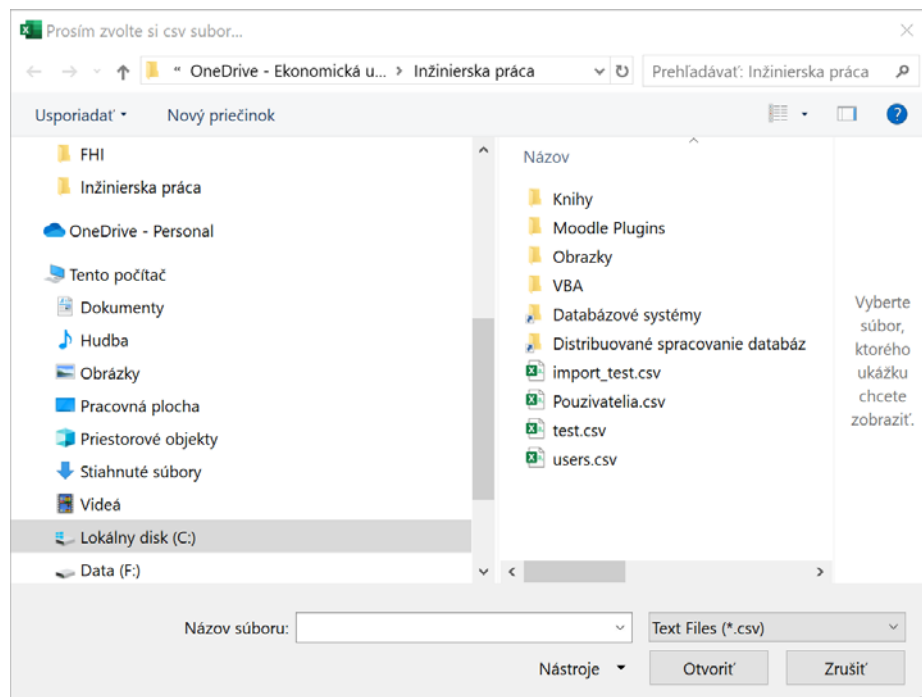 Prosím zvolte si csv subor...
« OneDrive - Ekonomická u... > Inžinierska práca
Prehľadávať: Inžinierska práca
Usporiadať
Nový priečinok
FHI
Inžinierska práca
OneDrive - Personal
Tento počítač
Dokumenty
Hudba
Obrázky
Pracovná plocha
Priestorové objekty
Stiahnuté súbory
Videá
Lokálny disk (C:)
Data (F:)
Názov
Knihy
Moodle Plugins
Obrazky
VBA
Databázové systémy
Distribuované spracovanie databáz
import_test.csv
Pouzivatelia.csv
test.csv
users.csv
Vyberte
súbor,
ktorého
ukážku
chcete
zobraziť.
Názov súboru:
Text Files (*.csv)
Nástroje
Otvoriť
Zrušiť